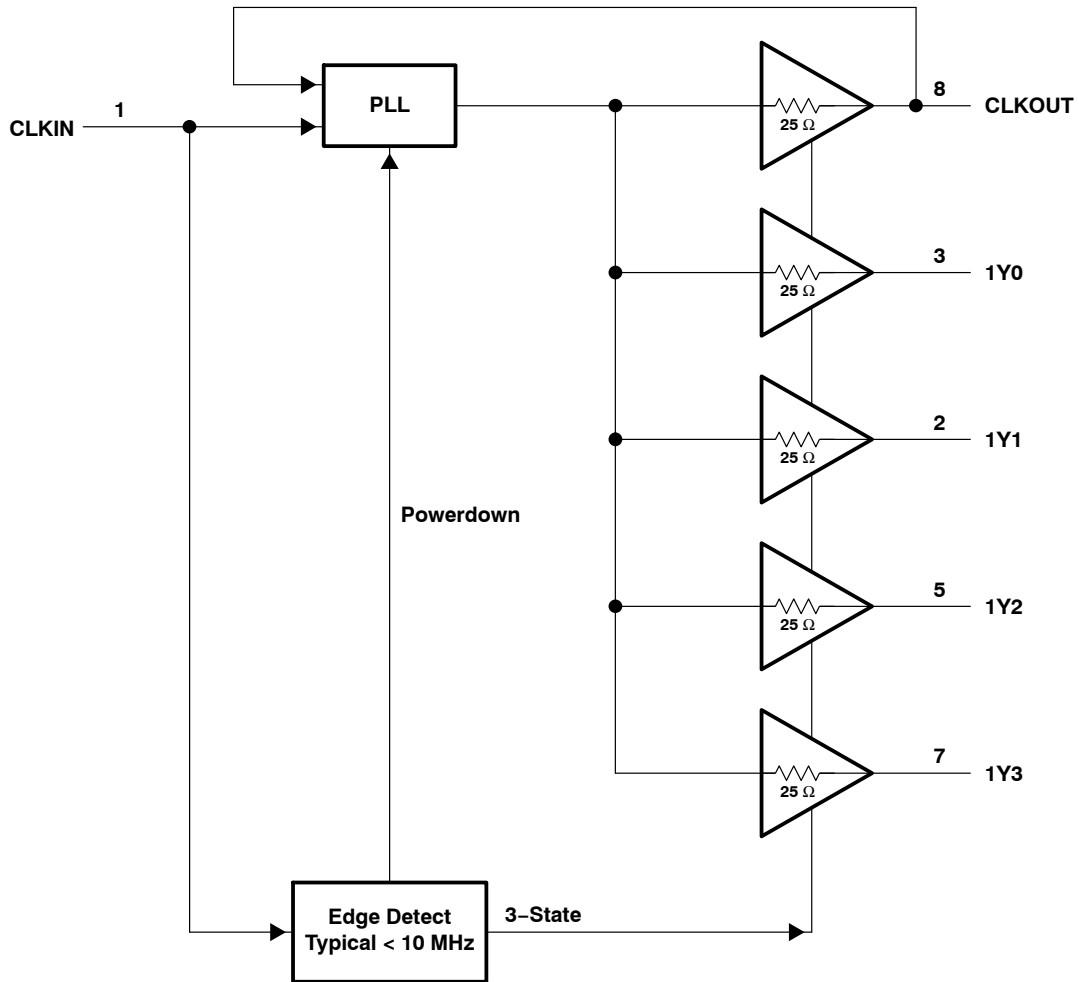 PLL
25 Ω
8
CLKOUT
1
CLKIN
25 Ω
3
1Y0
25 Ω
2
1Y1
Powerdown
25 Ω
5
1Y2
25 Ω
7
1Y3
Edge Detect
Typical < 10 MHz
3−State